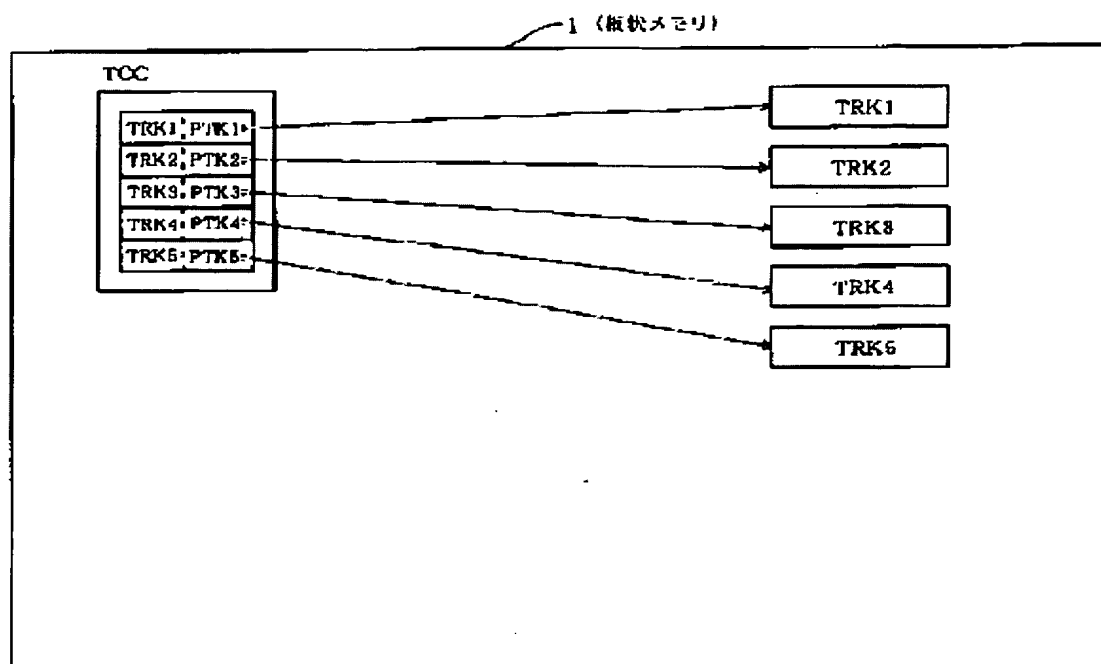 1 (板状メモリ)
TCC
TRK1 PTK1
TRK2 PTK2
TRK3 PTK3
TRK4 PTK4
TRK5 PTK5
TRK1
TRK2
TRK3
TRK4
TRK5